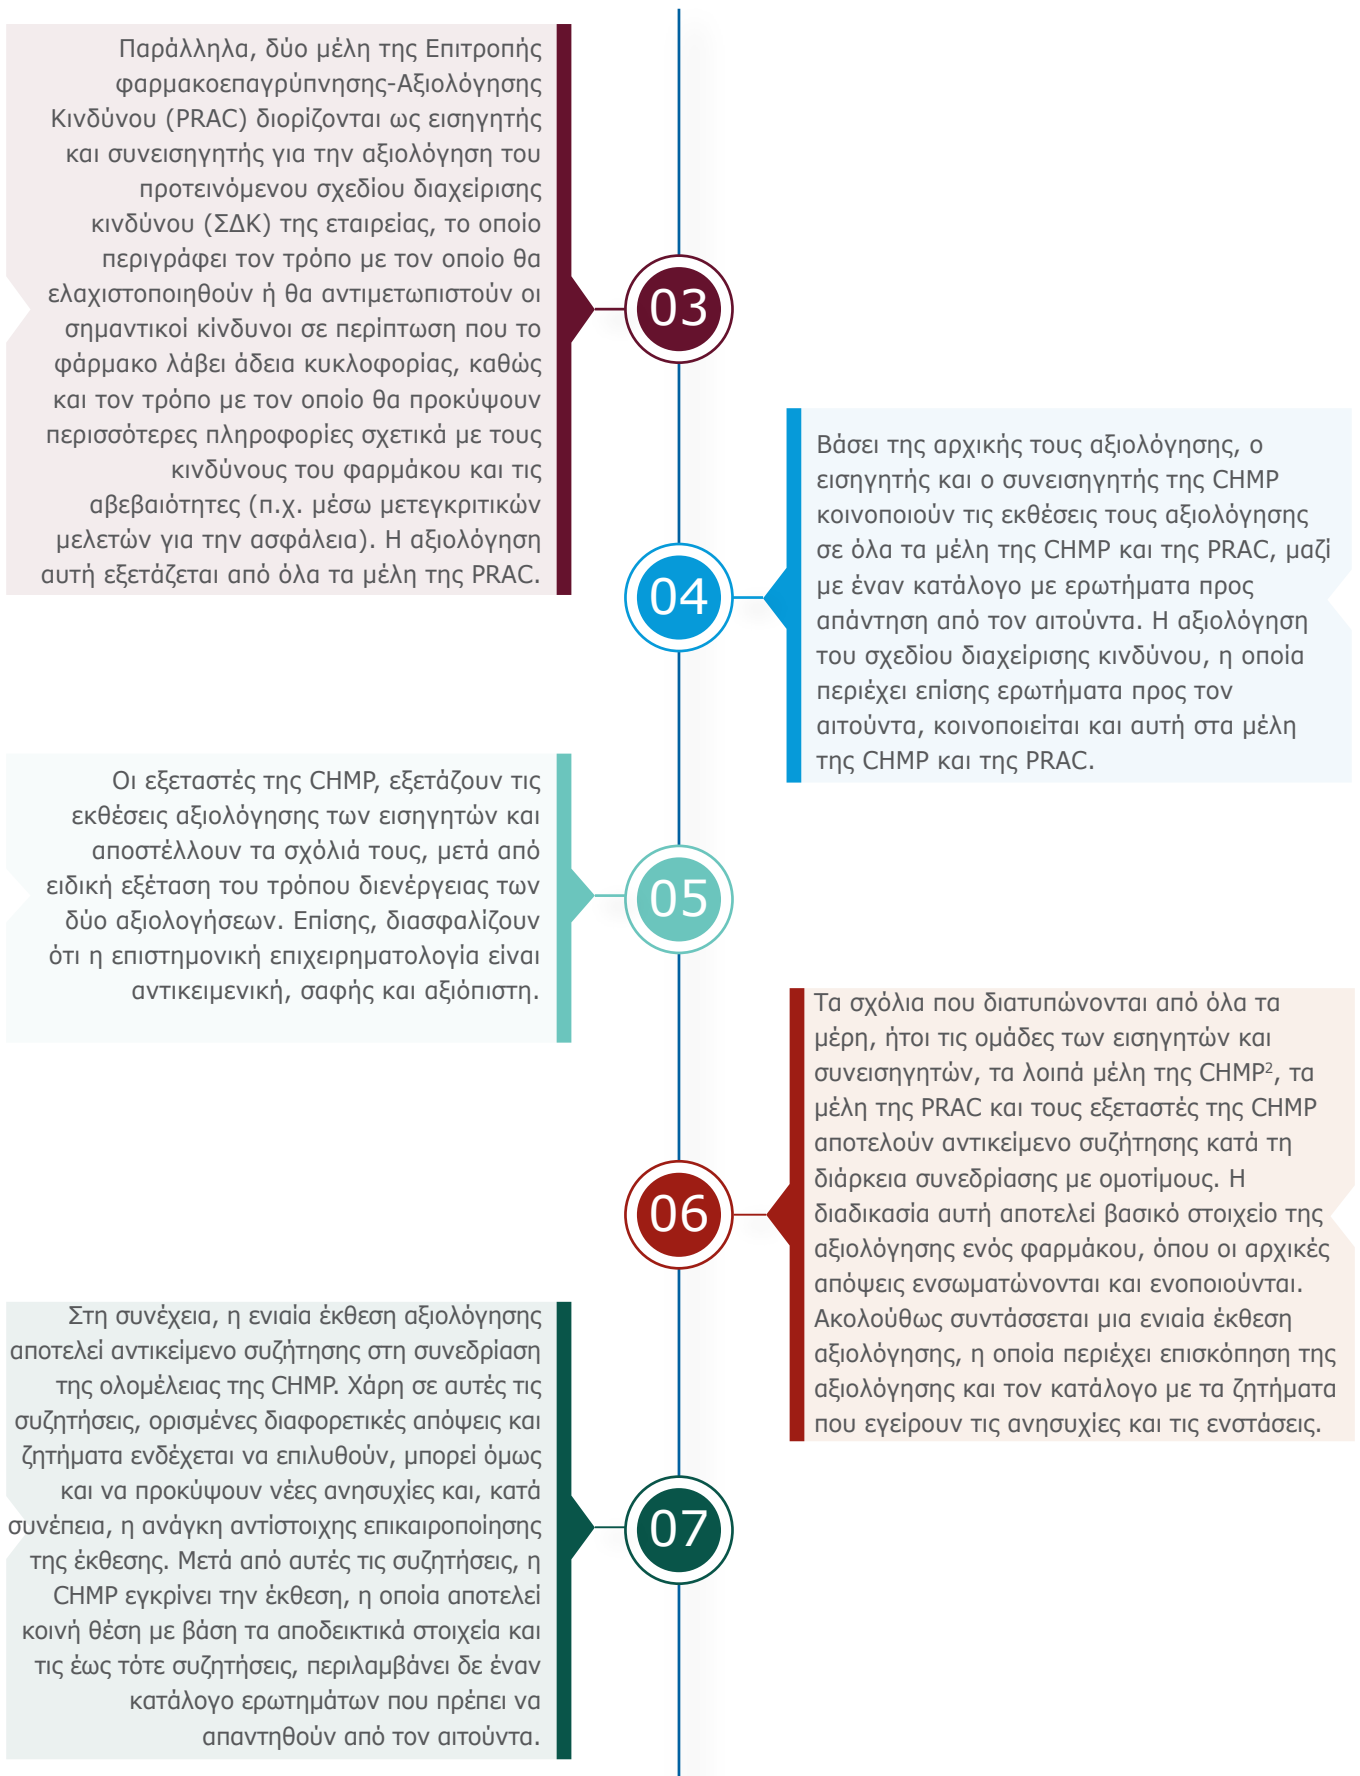 Παράλληλα, δύο μέλη της Επιτροπής
φαρμακοεπαγρύπνησης-Αξιολόγησης
Κινδύνου (PRAC) διορίζονται ως εισηγητής
και συνεισηγητής για την αξιολόγηση του
προτεινόμενου σχεδίου διαχείρισης
κινδύνου (ΣΔΚ) της εταιρείας, το οποίο
περιγράφει τον τρόπο με τον οποίο θα
ελαχιστοποιηθούν ή θα αντιμετωπιστούν οι
σημαντικοί κίνδυνοι σε περίπτωση που το
φάρμακο λάβει άδεια κυκλοφορίας, καθώς
και τον τρόπο με τον οποίο θα προκύψουν
περισσότερες πληροφορίες σχετικά με τους
κινδύνους του φαρμάκου και τις
αβεβαιότητες (π.χ. μέσω μετεγκριτικών
μελετών για την ασφάλεια). Η αξιολόγηση
αυτή εξετάζεται από όλα τα μέλη της PRAC.
03
04
Βάσει της αρχικής τους αξιολόγησης, ο
εισηγητής και ο συνεισηγητής της CHMP
κοινοποιούν τις εκθέσεις τους αξιολόγησης
σε όλα τα μέλη της CHMP και της PRAC, μαζί
με έναν κατάλογο με ερωτήματα προς
απάντηση από τον αιτούντα. Η αξιολόγηση
του σχεδίου διαχείρισης κινδύνου, η οποία
περιέχει επίσης ερωτήματα προς τον
αιτούντα, κοινοποιείται και αυτή στα μέλη
της CHMP και της PRAC.
Οι εξεταστές της CHMP, εξετάζουν τις
εκθέσεις αξιολόγησης των εισηγητών και
αποστέλλουν τα σχόλιά τους, μετά από
ειδική εξέταση του τρόπου διενέργειας των
δύο αξιολογήσεων. Επίσης, διασφαλίζουν
ότι η επιστημονική επιχειρηματολογία είναι
αντικειμενική, σαφής και αξιόπιστη.
05
06
Τα σχόλια που διατυπώνονται από όλα τα
μέρη, ήτοι τις ομάδες των εισηγητών και
συνεισηγητών, τα λοιπά μέλη της CHMP², τα
μέλη της PRAC και τους εξεταστές της CHMP
αποτελούν αντικείμενο συζήτησης κατά τη
διάρκεια συνεδρίασης με ομοτίμους. Η
διαδικασία αυτή αποτελεί βασικό στοιχείο της
αξιολόγησης ενός φαρμάκου, όπου οι αρχικές
απόψεις ενσωματώνονται και ενοποιούνται.
Ακολούθως συντάσσεται μια ενιαία έκθεση
αξιολόγησης, η οποία περιέχει επισκόπηση της
αξιολόγησης και τον κατάλογο με τα ζητήματα
που εγείρουν τις ανησυχίες και τις ενστάσεις.
Στη συνέχεια, η ενιαία έκθεση αξιολόγησης
αποτελεί αντικείμενο συζήτησης στη συνεδρίαση
της ολομέλειας της CHMP. Χάρη σε αυτές τις
συζητήσεις, ορισμένες διαφορετικές απόψεις και
ζητήματα ενδέχεται να επιλυθούν, μπορεί όμως
και να προκύψουν νέες ανησυχίες και, κατά
συνέπεια, η ανάγκη αντίστοιχης επικαιροποίησης
της έκθεσης. Μετά από αυτές τις συζητήσεις, η
CHMP εγκρίνει την έκθεση, η οποία αποτελεί
κοινή θέση με βάση τα αποδεικτικά στοιχεία και
τις έως τότε συζητήσεις, περιλαμβάνει δε έναν
κατάλογο ερωτημάτων που πρέπει να
απαντηθούν από τον αιτούντα.
07